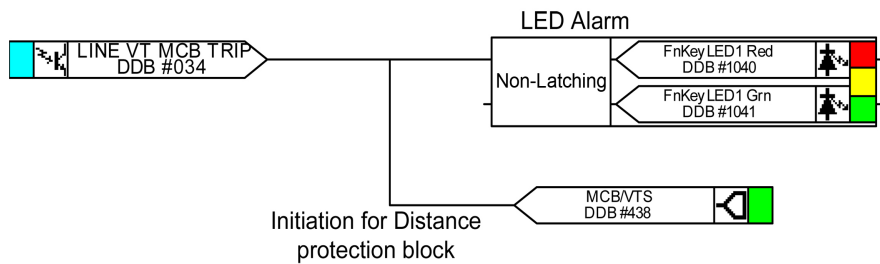 LED Alarm
LINE VT MCB TRIP
DDB #034
Non-Latching
FnKey LED1 Red
DDB #1040
FnKey LED1 Grn
DDB #1041
MCB/VTS
DDB #438
Initiation for Distance
protection block